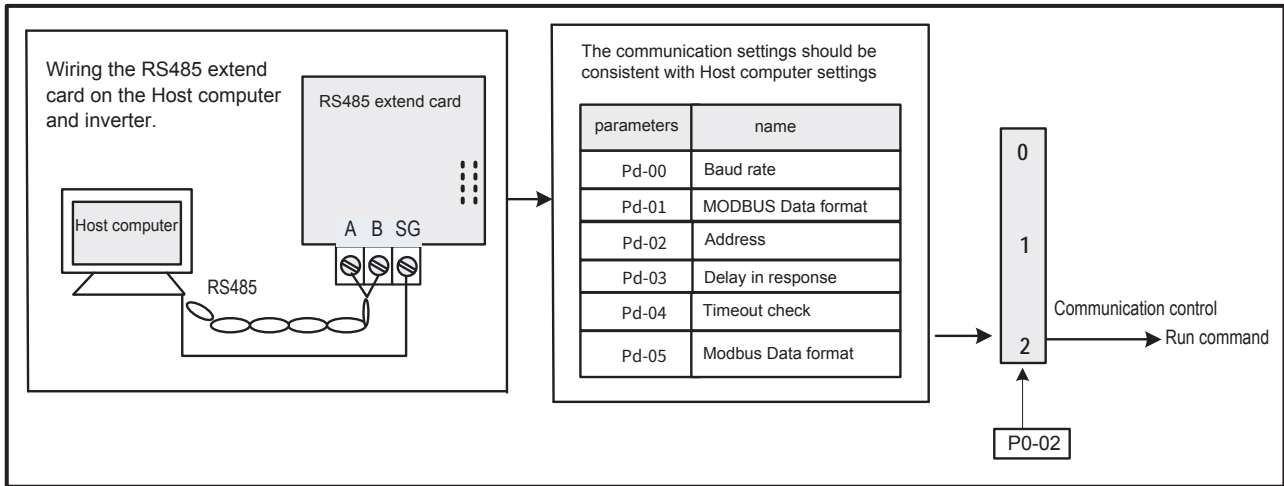 Wiring the RS485 extend
card on the Host computer
and inverter.
RS485 extend card
A B SG
Host computer
RS485
The communication settings should be
consistent with Host computer settings
parameters name
Pd-00 Baud rate
Pd-01 MODBUS Data format
Pd-02 Address
Pd-03 Delay in response
Pd-04 Timeout check
Pd-05 Modbus Data format
0
1
2
Communication control
Run command
P0-02